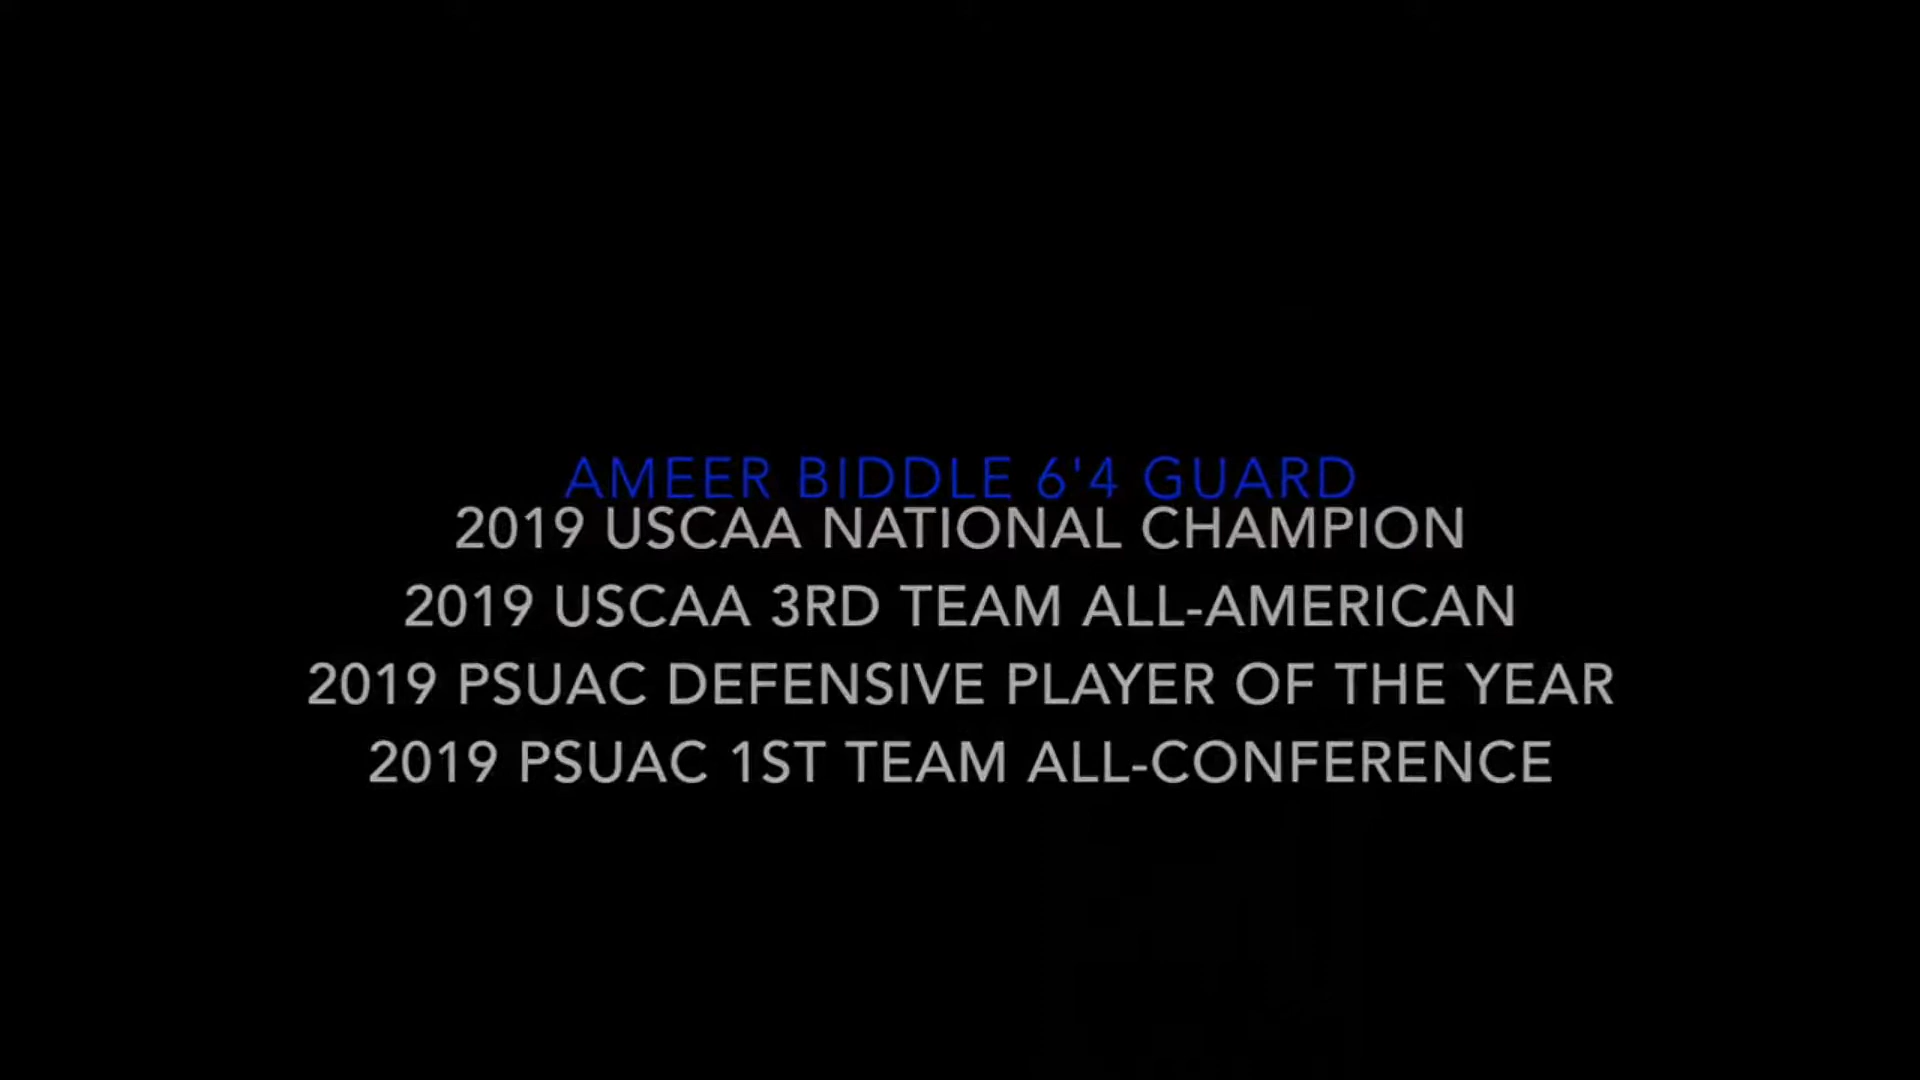 AMEER BIDDLE 6'4 GUARD
2019 USCAA NATIONAL CHAMPION
2019 USCAA 3RD TEAM ALL-AMERICAN
2019 PSUAC DEFENSIVE PLAYER OF THE YEAR
2019 PSUAC 1ST TEAM ALL-CONFERENCE